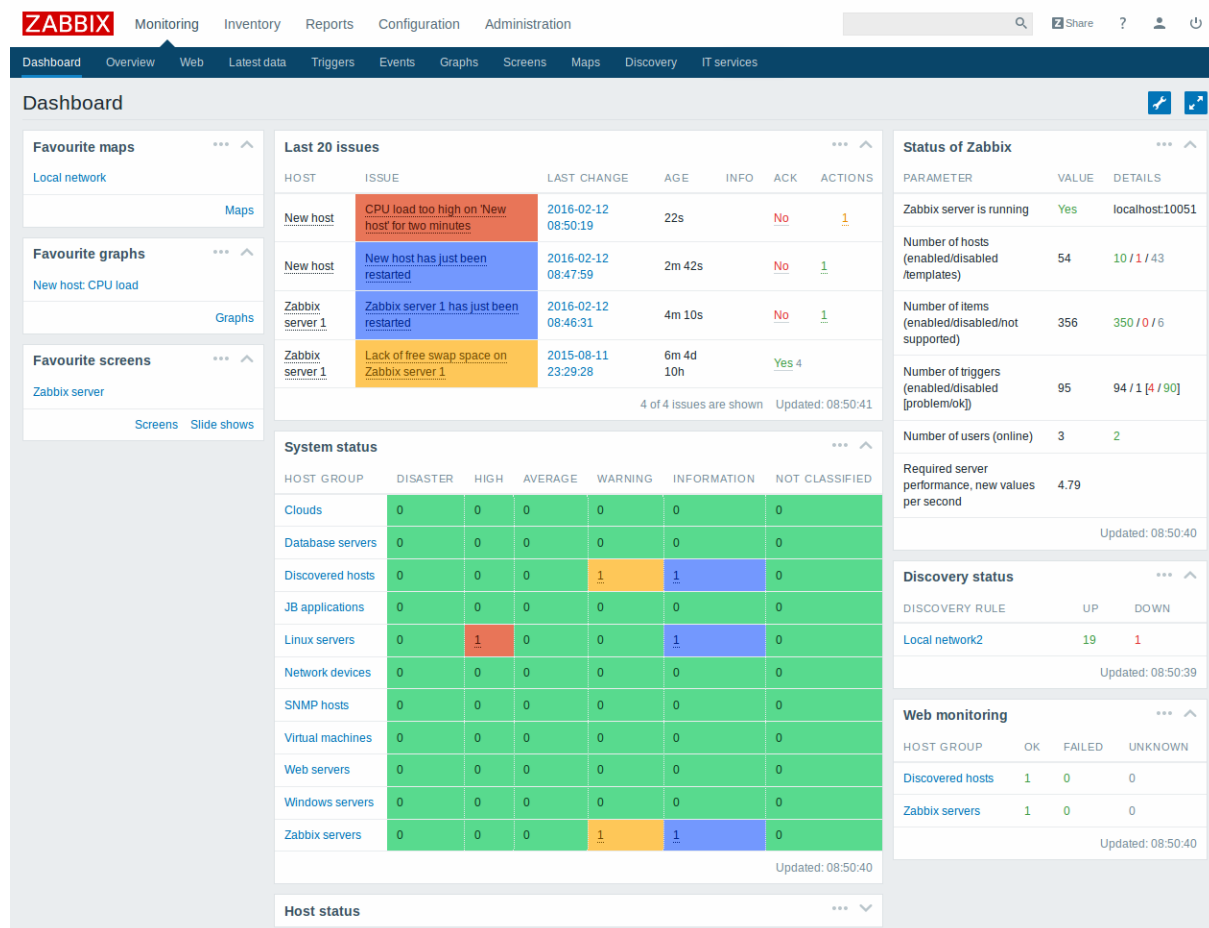 ZABBIX Monitoring Inventory Reports Configuration Administration Z Share ?
Dashboard Overview Web Latest data Triggers Events Graphs Screens Maps Discovery IT services
Dashboard
Favourite maps
Local network
Maps
Favourite graphs
New host: CPU load
Graphs
Favourite screens
Zabbix server
Screens Slide shows
Last 20 issues
HOST ISSUE LAST CHANGE AGE INFO ACK ACTIONS
New host CPU load too high on 'New host' for two minutes 2016-02-12 08:50:19 22s No 1
New host New host has just been restarted 2016-02-12 08:47:59 2m 42s No 1
Zabbix server 1 Zabbix server 1 has just been restarted 2016-02-12 08:46:31 4m 10s No 1
Zabbix server 1 Lack of free swap space on Zabbix server 1 2015-08-11 23:29:28 6m 4d 10h Yes 4
4 of 4 issues are shown Updated: 08:50:41
System status
HOST GROUP DISASTER HIGH AVERAGE WARNING INFORMATION NOT CLASSIFIED
Clouds 0 0 0 0 0 0
Database servers 0 0 0 0 0 0
Discovered hosts 0 0 0 1 1 0
JB applications 0 0 0 0 0 0
Linux servers 0 1 0 0 1 0
Network devices 0 0 0 0 0 0
SNMP hosts 0 0 0 0 0 0
Virtual machines 0 0 0 0 0 0
Web servers 0 0 0 0 0 0
Windows servers 0 0 0 0 0 0
Zabbix servers 0 0 0 1 1 0
Updated: 08:50:40
Host status
Status of Zabbix
PARAMETER VALUE DETAILS
Zabbix server is running Yes localhost:10051
Number of hosts (enabled/disabled /templates) 54 10 / 1 / 43
Number of items (enabled/disabled/not supported) 356 350 / 0 / 6
Number of triggers (enabled/disabled [problem/ok]) 95 94 / 1 [4 / 90]
Number of users (online) 3 2
Required server performance, new values per second 4.79
Updated: 08:50:40
Discovery status
DISCOVERY RULE UP DOWN
Local network2 19 1
Updated: 08:50:39
Web monitoring
HOST GROUP OK FAILED UNKNOWN
Discovered hosts 1 0 0
Zabbix servers 1 0 0
Updated: 08:50:40